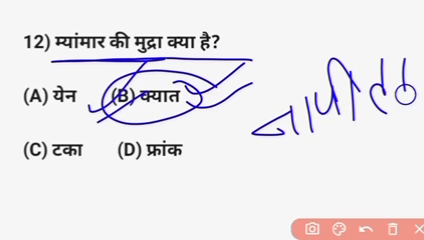 12) म्यांमार की मुद्रा क्या है?
(A) येन (B) क्यात
(C) टका (D) फ्रांक